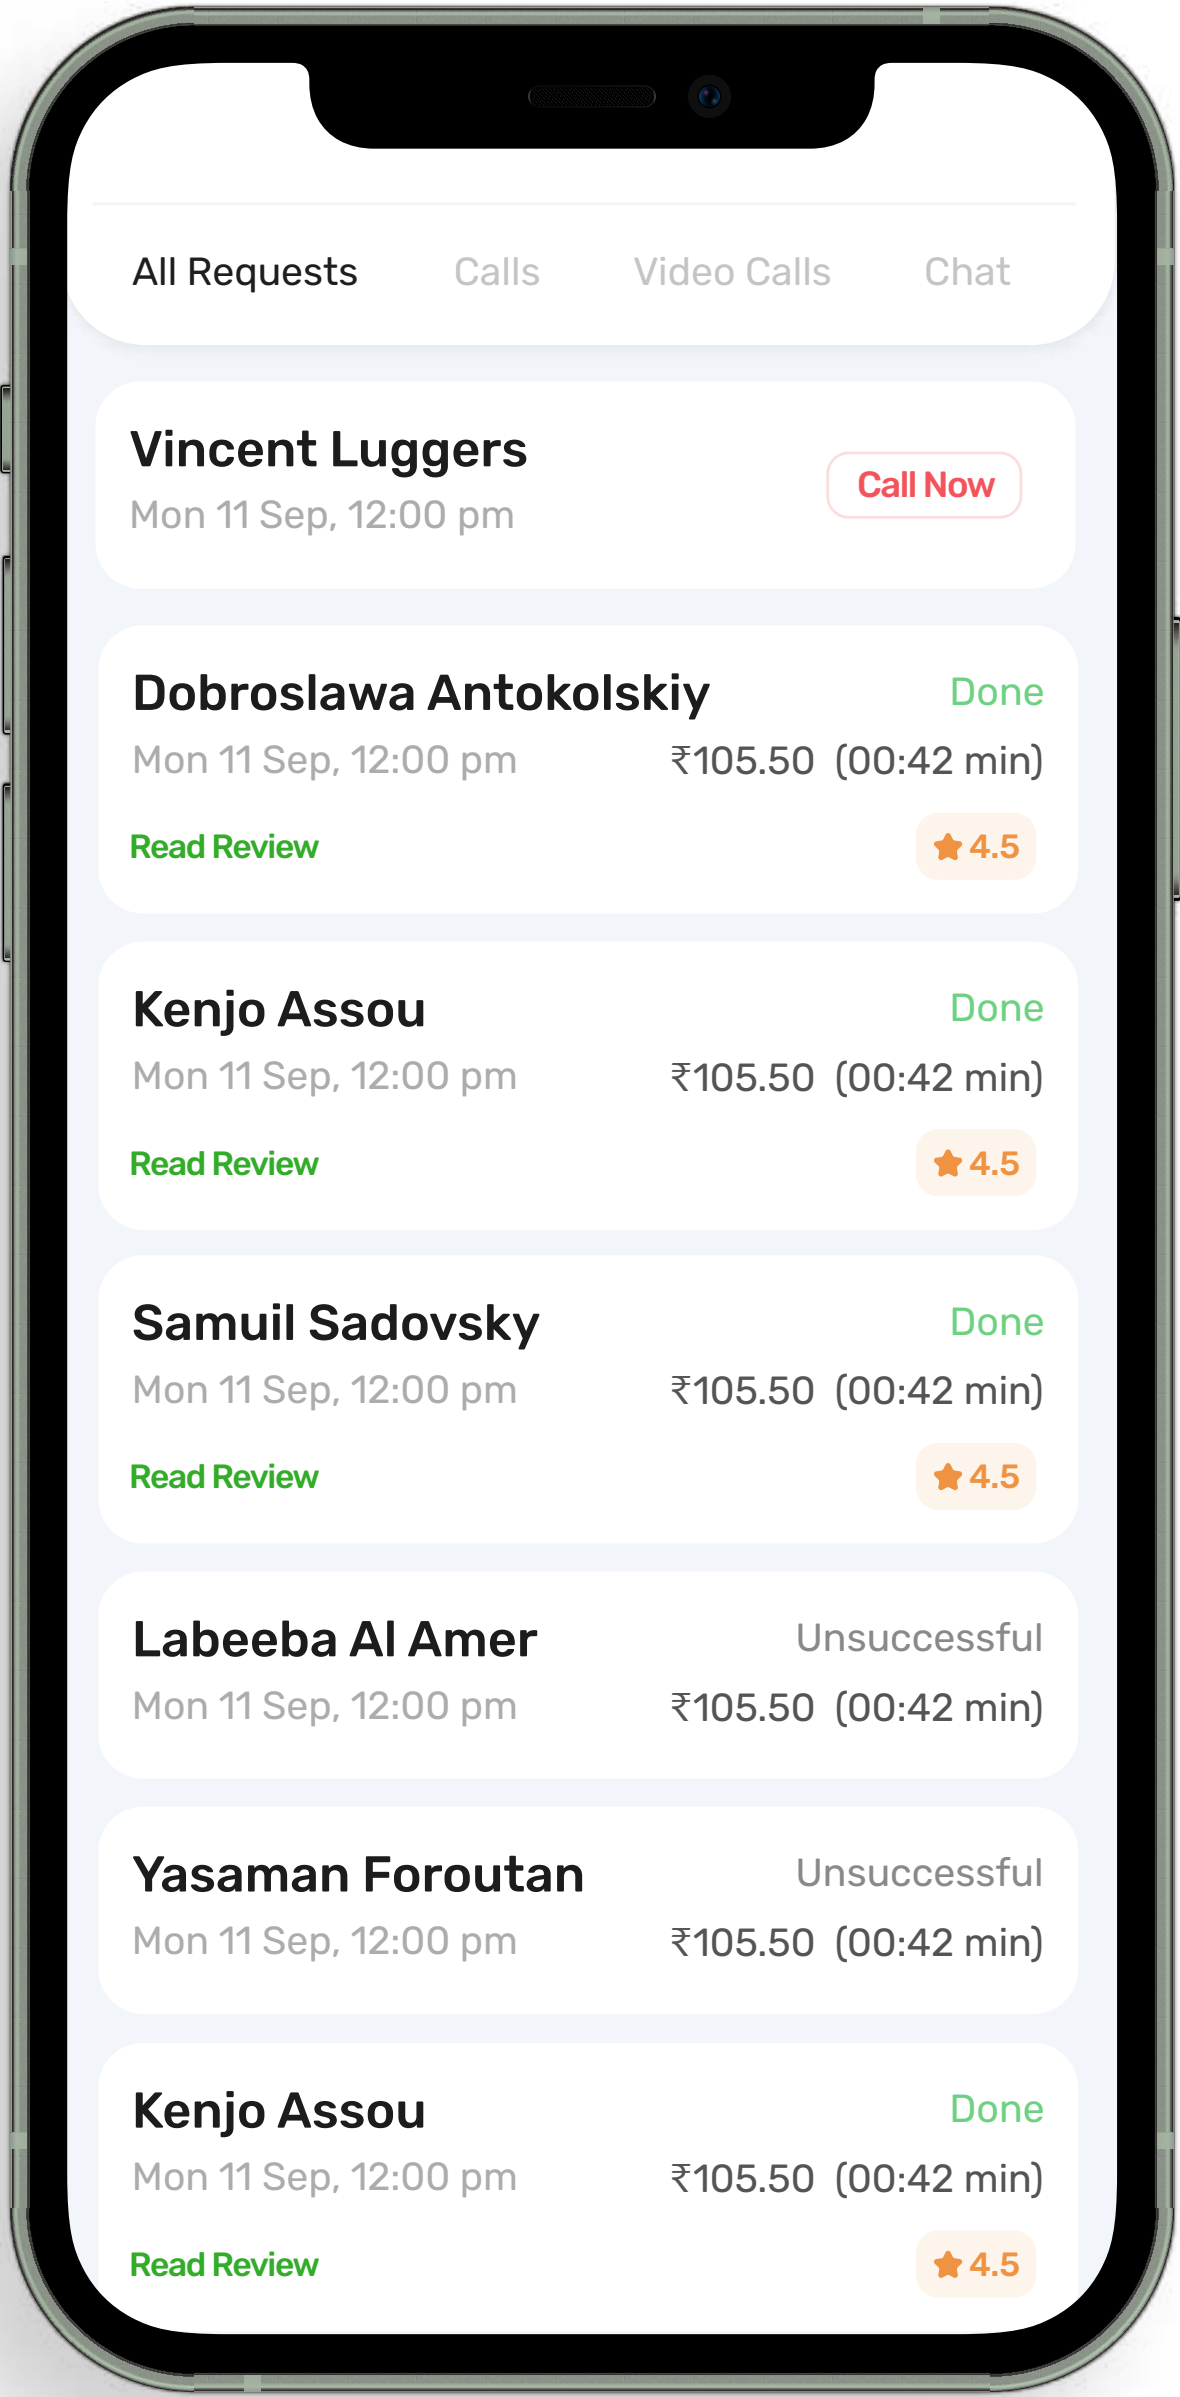 All Requests Calls Video Calls Chat
Vincent Luggers
Call Now
Mon 11 Sep, 12:00 pm
Dobroslawa Antokolskiy Done
Mon 11 Sep, 12:00 pm ₹105.50 (00:42 min)
Read Review 4.5
Kenjo Assou Done
Mon 11 Sep, 12:00 pm ₹105.50 (00:42 min)
Read Review 4.5
Samuil Sadovsky Done
Mon 11 Sep, 12:00 pm ₹105.50 (00:42 min)
Read Review 4.5
Labeeba Al Amer Unsuccessful
Mon 11 Sep, 12:00 pm ₹105.50 (00:42 min)
Yasaman Foroutan Unsuccessful
Mon 11 Sep, 12:00 pm ₹105.50 (00:42 min)
Kenjo Assou Done
Mon 11 Sep, 12:00 pm ₹105.50 (00:42 min)
Read Review 4.5